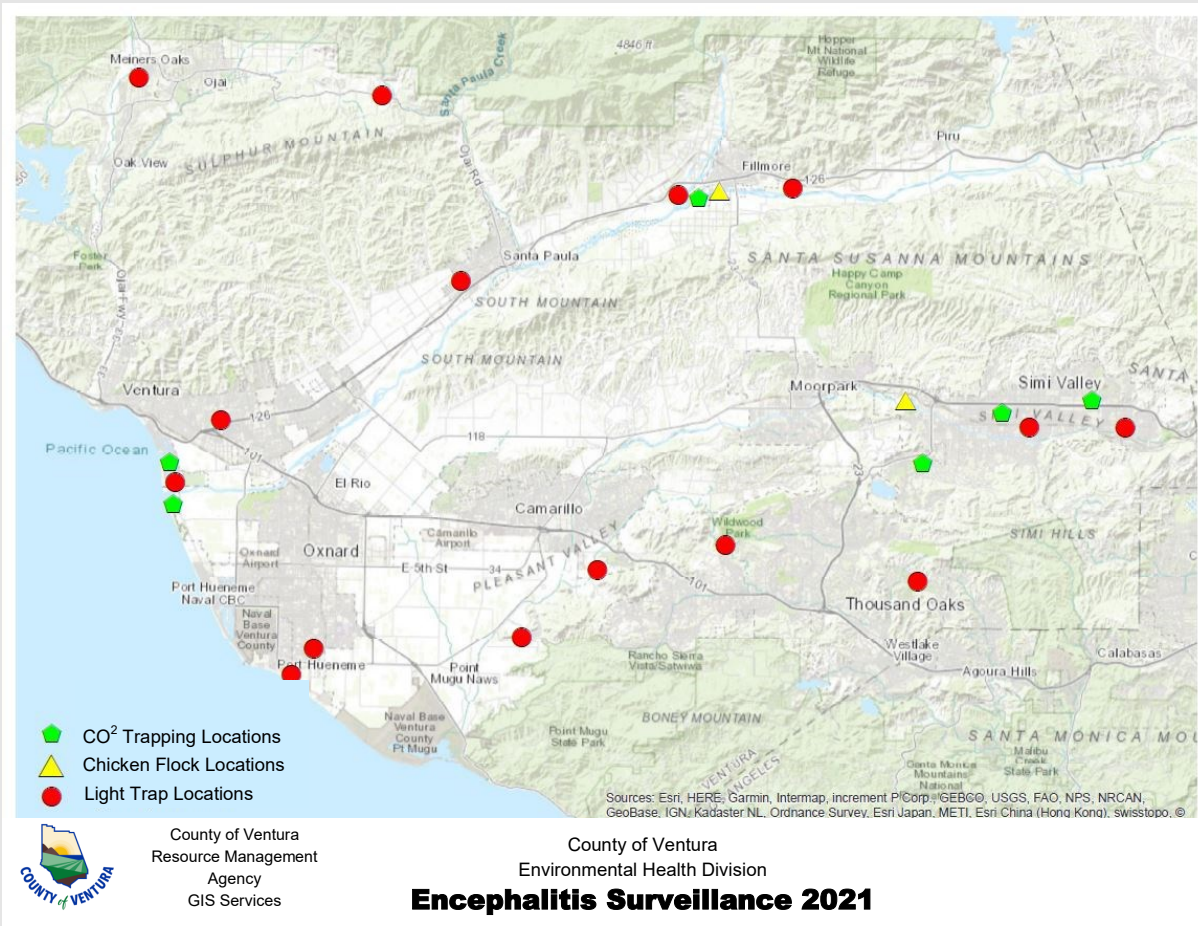 Meiners Oaks
Ojai
Santa Paula Creek
4846 ft
Hopper
Mt National
Wildlife
Refuge
SULPHUR MOUNTAIN
Oak View
Ojai Rd
Piru
Fillmore
126
Foster
Park
Santa Paula
SANTA SUSANNA MOUNTAINS
Happy Camp
Canyon
Regional Park
SOUTH MOUNTAIN
SOUTH MOUNTAIN
33
Ventura
126
Moorpark
Simi Valley
SANTA
SIMI VALLEY
118
Pacific Ocean
101
El Rio
23
Camarillo
Wildwood
Park
SIMI HILLS
Oxnard
Airport
Oxnard
Camarillo
Airport
E 5th St
34
PLEASANT VALLEY
101
Port Hueneme
Naval CBC
Naval
Base
Ventura
County
Thousand Oaks
Westlake
Village
Calabasas
Agoura Hills
Port Hueneme
Point
Mugu Naws
Rancho Sierra
Vista/Satwiwa
Naval Base
Ventura
County
Pt Mugu
BONEY MOUNTAIN
Point Mugu
State Park
SANTA MONICA MOU
Malibu
Creek
State Park
Mountains
National
VENTURA
CO² Trapping Locations
Chicken Flock Locations
Light Trap Locations
Sources: Esri, HERE, Garmin, Intermap, increment P Corp., GEBCO, USGS, FAO, NPS, NRCAN,
GeoBase, IGN, Kadaster NL, Ordnance Survey, Esri Japan, METI, Esri China (Hong Kong), swisstopo, ©
COUNTY of VENTURA
County of Ventura
Resource Management
Agency
GIS Services
County of Ventura
Environmental Health Division
Encephalitis Surveillance 2021